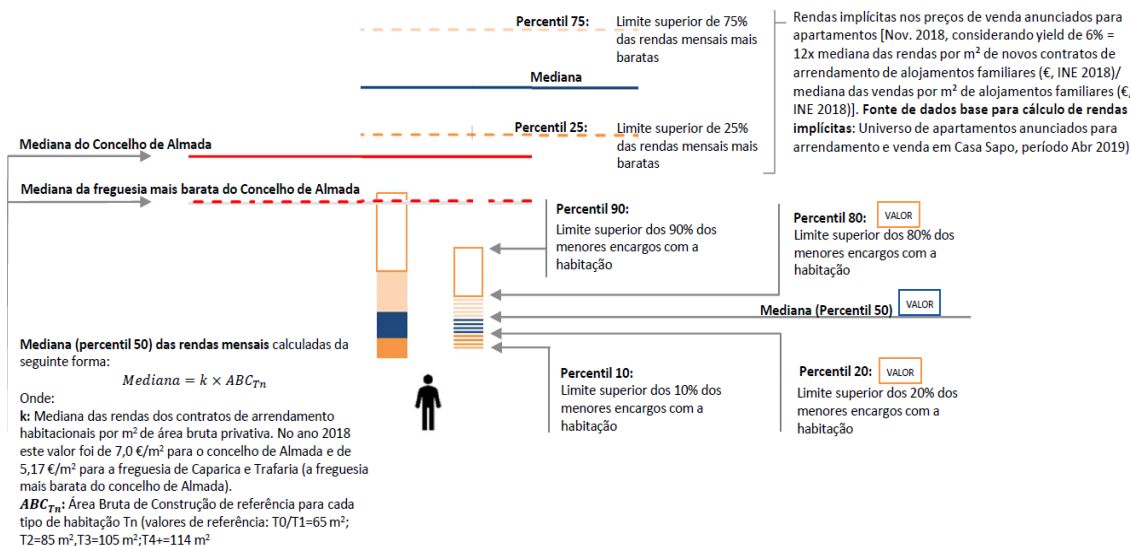 Percentil 75:
Limite superior de 75%
das rendas mensais mais
baratas
Mediana
Percentil 25:
Limite superior de 25%
das rendas mensais mais
baratas
Rendas implícitas nos preços de venda anunciados para
apartamentos [Nov. 2018, considerando yield de 6% =
12x mediana das rendas por m² de novos contratos de
arrendamento de alojamentos familiares (€, INE 2018)/
mediana das vendas por m² de alojamentos familiares (€,
INE 2018)]. Fonte de dados base para cálculo de rendas
implícitas: Universo de apartamentos anunciados para
arrendamento e venda em Casa Sapo, período Abr 2019)
Mediana do Concelho de Almada
Mediana da freguesia mais barata do Concelho de Almada
Percentil 90:
Limite superior dos 90% dos
menores encargos com a
habitação
Percentil 80:
VALOR
Limite superior dos 80% dos
menores encargos com a
habitação
Mediana (Percentil 50)
VALOR
Percentil 10:
Limite superior dos 10% dos
menores encargos com a
habitação
Percentil 20:
VALOR
Limite superior dos 20% dos
menores encargos com a
habitação
Mediana (percentil 50) das rendas mensais calculadas da
seguinte forma:
Mediana = k × ABC_Tn
Onde:
k: Mediana das rendas dos contratos de arrendamento
habitacionais por m² de área bruta privativa. No ano 2018
este valor foi de 7,0 €/m² para o concelho de Almada e de
5,17 €/m² para a freguesia de Caparica e Trafaria (a freguesia
mais barata do concelho de Almada).
ABC_Tn: Área Bruta de Construção de referência para cada
tipo de habitação Tn (valores de referência: T0/T1=65 m²;
T2=85 m²,T3=105 m²;T4+=114 m²